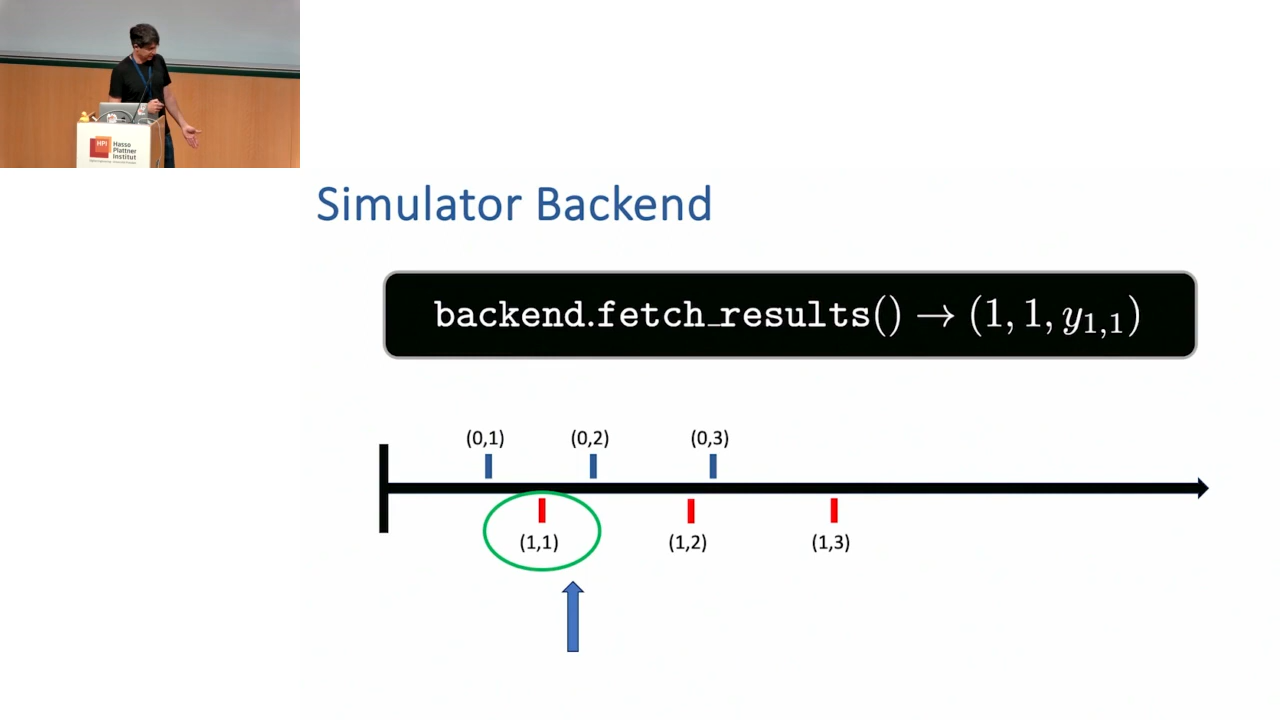 HPI Hasso
Plattner
Institut
Simulator Backend
backend.fetch_results() → (1, 1, y₁,₁)
(0,1) (0,2) (0,3)
(1,1) (1,2) (1,3)